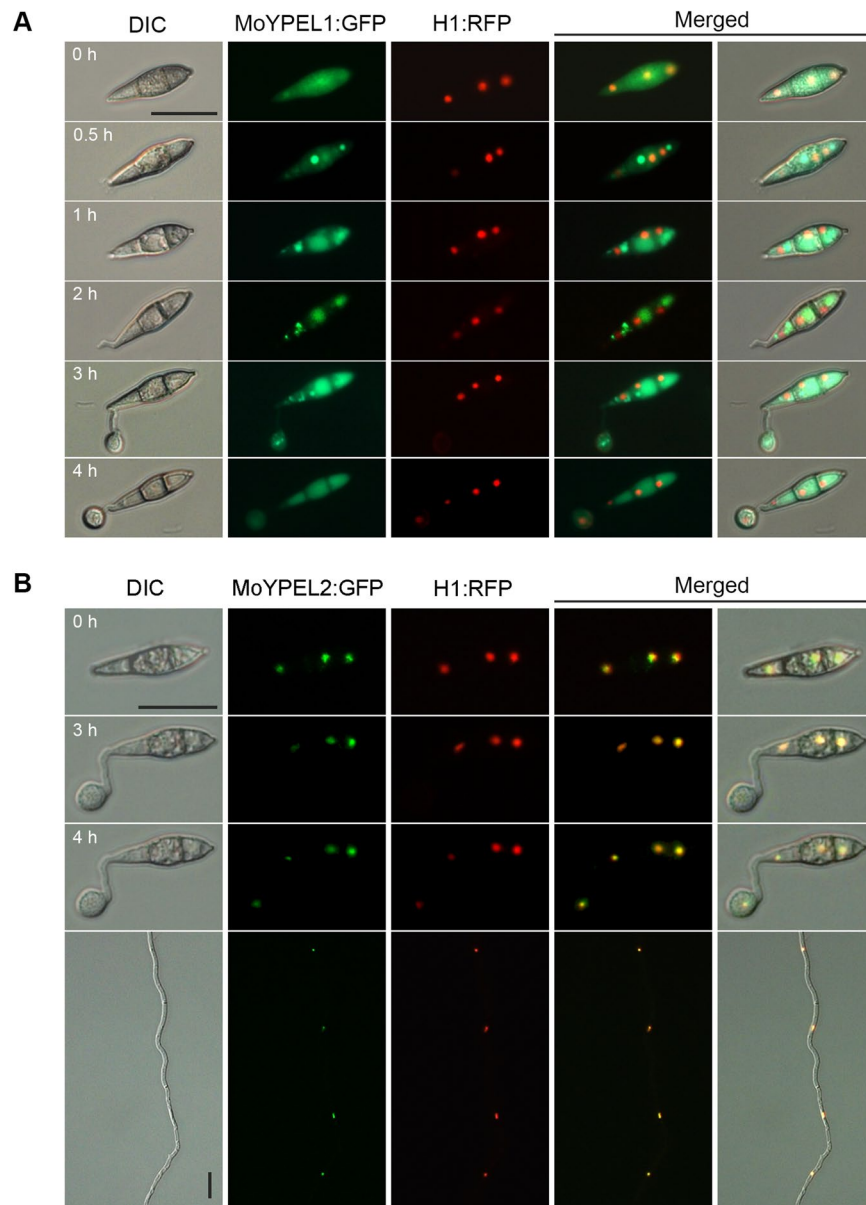 A
DIC MoYPEL1:GFP H1:RFP Merged
0 h
0.5 h
1 h
2 h
3 h
4 h
B
DIC MoYPEL2:GFP H1:RFP Merged
0 h
3 h
4 h